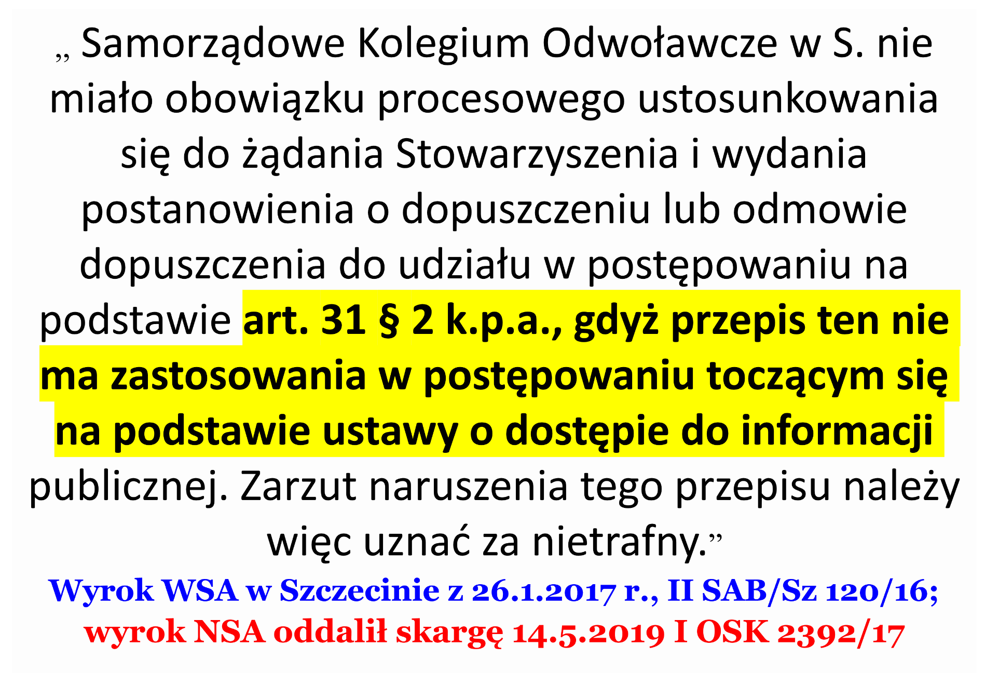 „ Samorządowe Kolegium Odwoławcze w S. nie
miało obowiązku procesowego ustosunkowania
się do żądania Stowarzyszenia i wydania
postanowienia o dopuszczeniu lub odmowie
dopuszczenia do udziału w postępowaniu na
podstawie art. 31 § 2 k.p.a., gdyż przepis ten nie
ma zastosowania w postępowaniu toczącym się
na podstawie ustawy o dostępie do informacji
publicznej. Zarzut naruszenia tego przepisu należy
więc uznać za nietrafny.”
Wyrok WSA w Szczecinie z 26.1.2017 r., II SAB/Sz 120/16;
wyrok NSA oddalił skargę 14.5.2019 I OSK 2392/17